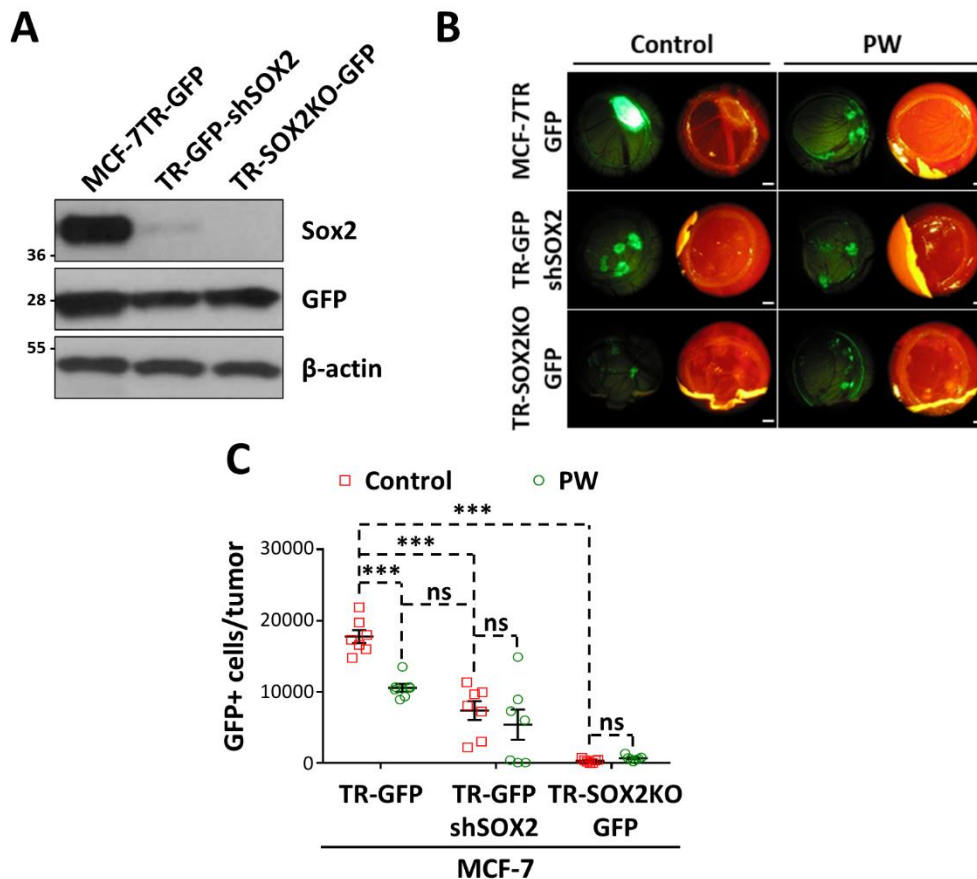 A
MCF-7TR-GFP
TR-GFP-shSOX2
TR-SOX2KO-GFP
Sox2
36
GFP
28
55
β-actin
B
Control PW
MCF-7TR
GFP
TR-GFP
shSOX2
TR-SOX2KO
GFP
C
Control PW
***
***
***
ns
ns
ns
GFP+ cells/tumor
30000
20000
10000
0
TR-GFP TR-GFP TR-SOX2KO
shSOX2 GFP
MCF-7